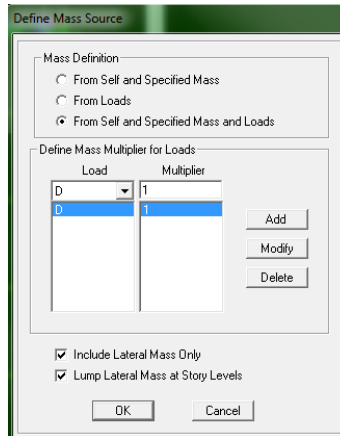 Define Mass Source
Mass Definition
From Self and Specified Mass
From Loads
From Self and Specified Mass and Loads
Define Mass Multiplier for Loads
Load Multiplier
D 1
D 1
Add
Modify
Delete
Include Lateral Mass Only
Lump Lateral Mass at Story Levels
OK Cancel